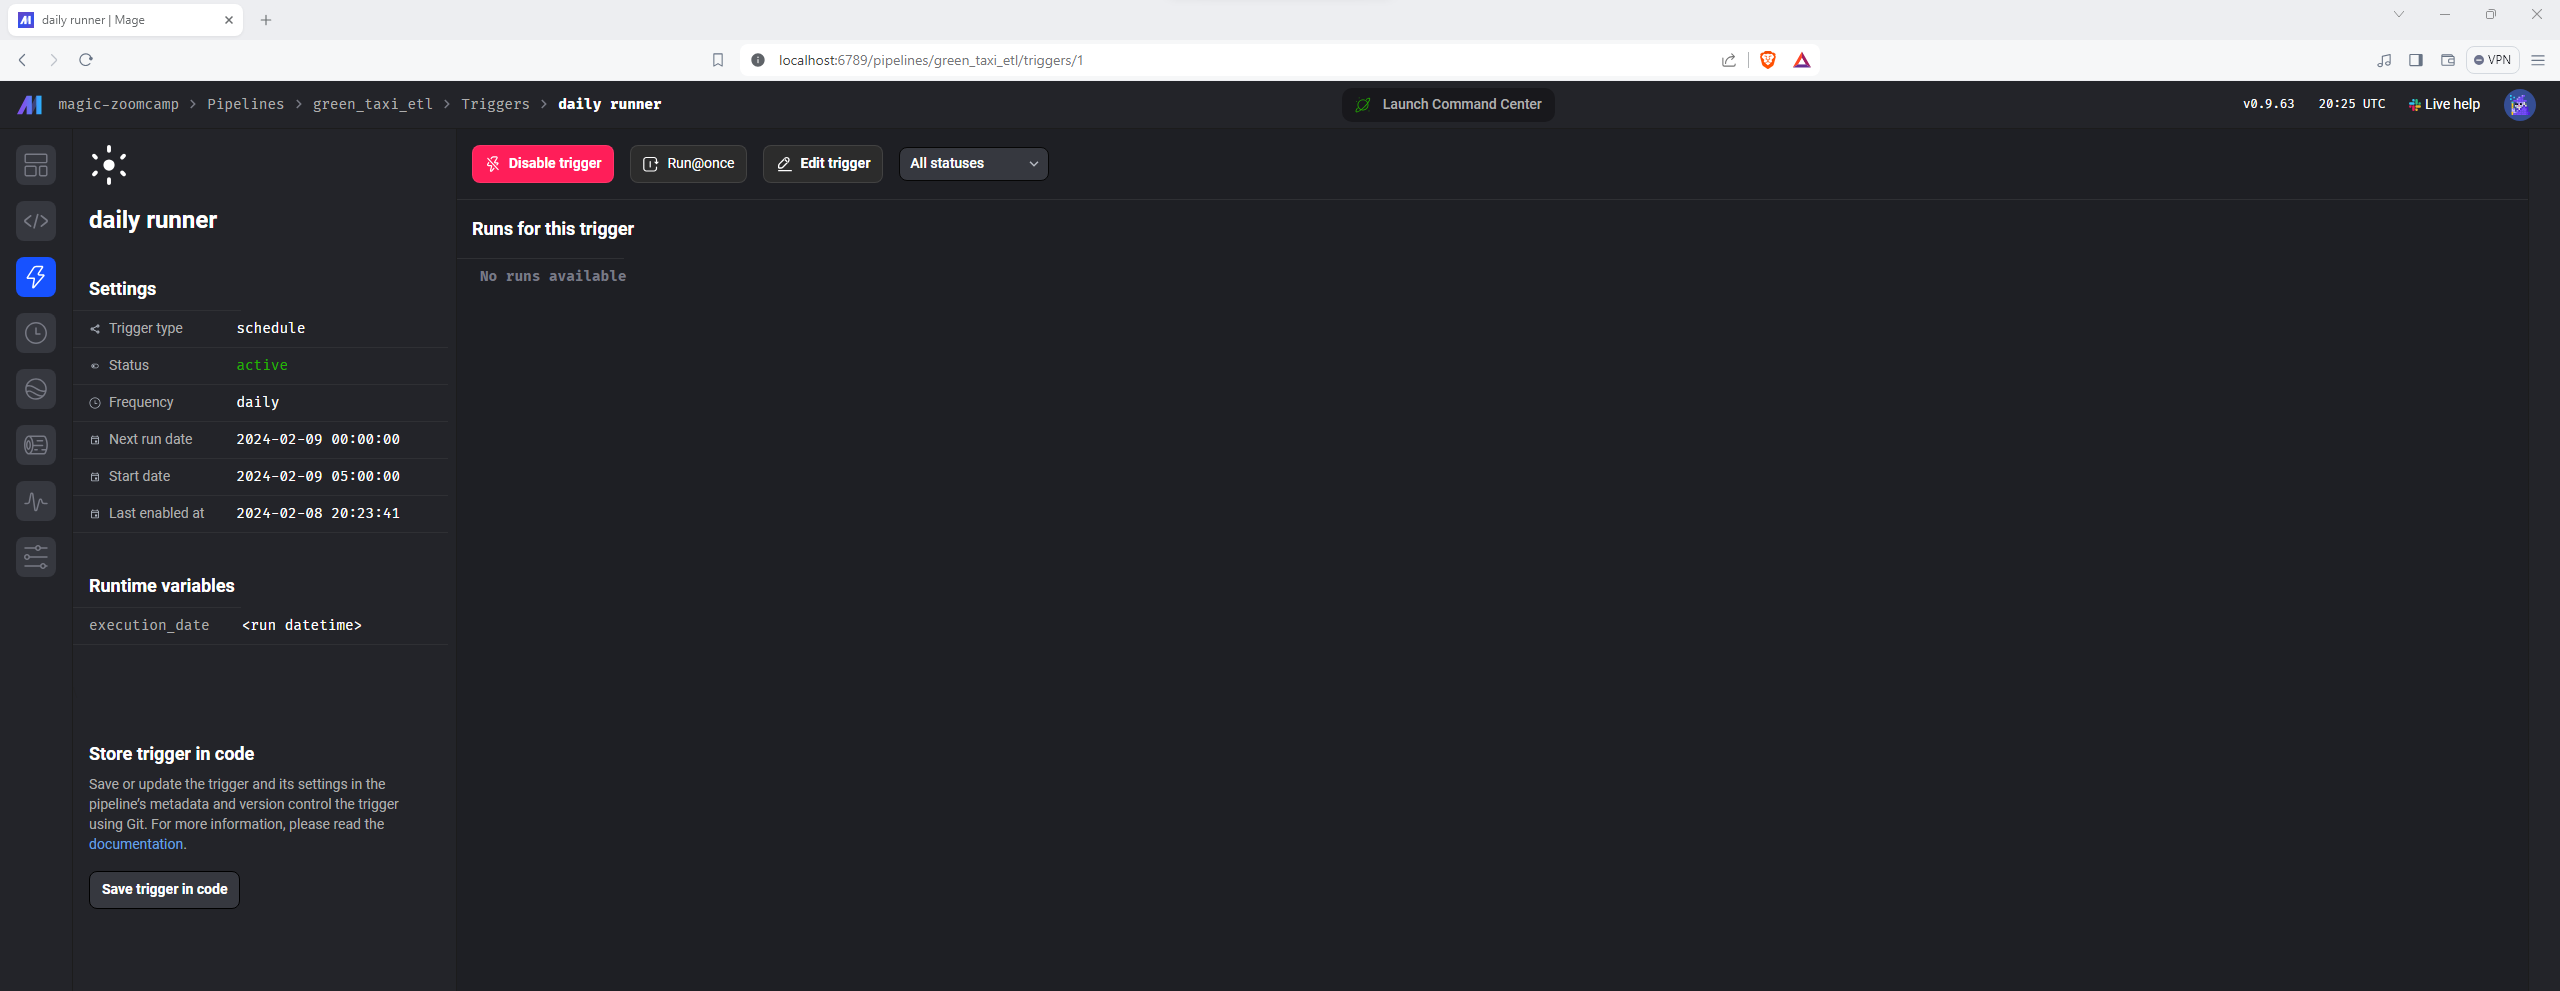 daily runner | Mage
localhost:6789/pipelines/green_taxi_etl/triggers/1
VPN
magic-zoomcamp > Pipelines > green_taxi_etl > Triggers > daily runner
Launch Command Center
v0.9.63
20:25 UTC
Live help
Disable trigger
Run@once
Edit trigger
All statuses
daily runner
Settings
Trigger type schedule
Status active
Frequency daily
Next run date 2024-02-09 00:00:00
Start date 2024-02-09 05:00:00
Last enabled at 2024-02-08 20:23:41
Runtime variables
execution_date <run datetime>
Store trigger in code
Save or update the trigger and its settings in the
pipeline’s metadata and version control the trigger
using Git. For more information, please read the
documentation.
Save trigger in code
Runs for this trigger
No runs available